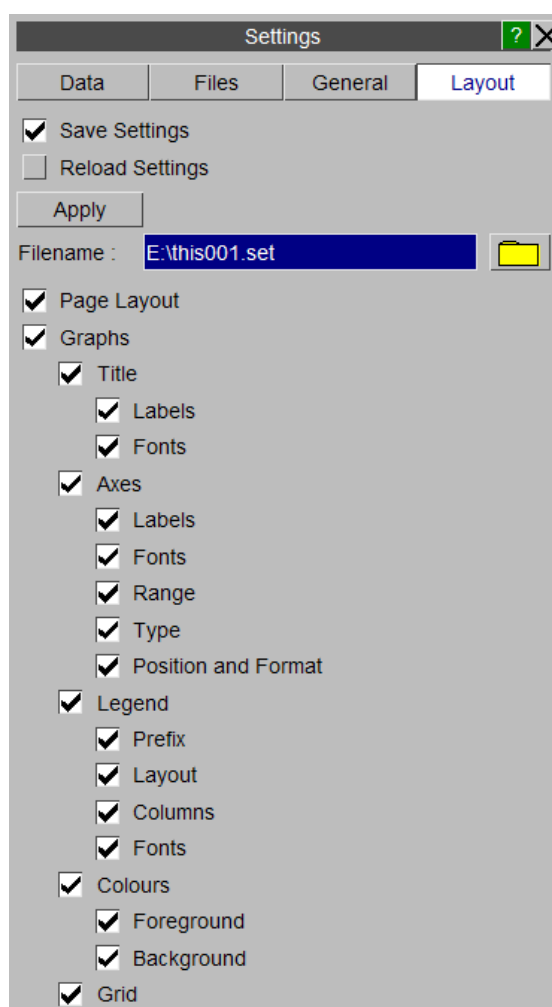 Settings ?
Data Files General Layout
Save Settings
Reload Settings
Apply
Filename : E:\this001.set
Page Layout
Graphs
Title
Labels
Fonts
Axes
Labels
Fonts
Range
Type
Position and Format
Legend
Prefix
Layout
Columns
Fonts
Colours
Foreground
Background
Grid